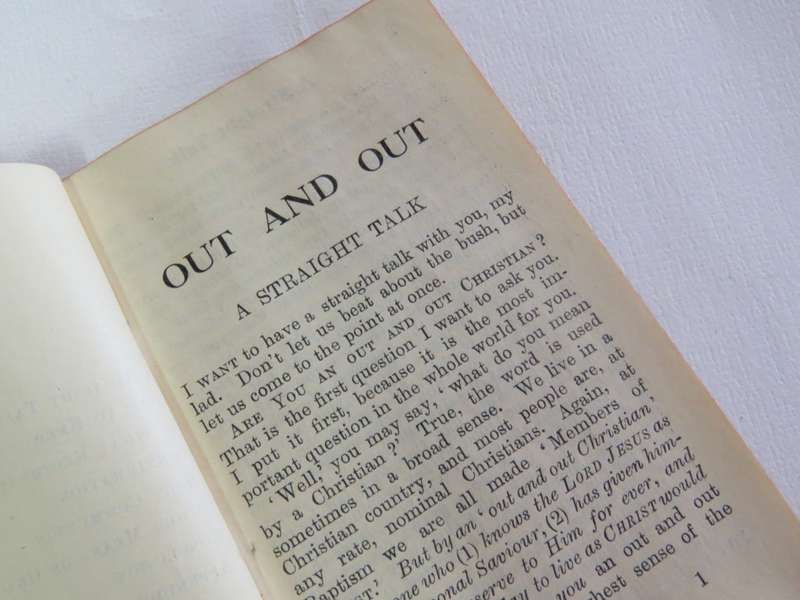 OUT AND OUT
A STRAIGHT TALK
I WANT to have a straight talk with you, my
lad. Don't let us beat about the bush, but
let us come to the point at once.
ARE YOU AN OUT AND OUT CHRISTIAN?
That is the first question I want to ask you.
I put it first, because it is the most im-
portant question in the whole world for you.
'Well,' you may say, 'what do you mean
by a Christian?' True, the word is used
sometimes in a broad sense. We live in a
Christian country, and most people are, at
any rate, nominal Christians. Again, at
Baptism we are all made 'Members of
But by an 'out and out Christian,'
one who (1) knows the LORD JESUS as
Saviour, (2) has given him-
serve to Him for ever, and
to live as CHRIST would
you an out and out
sense of the
1